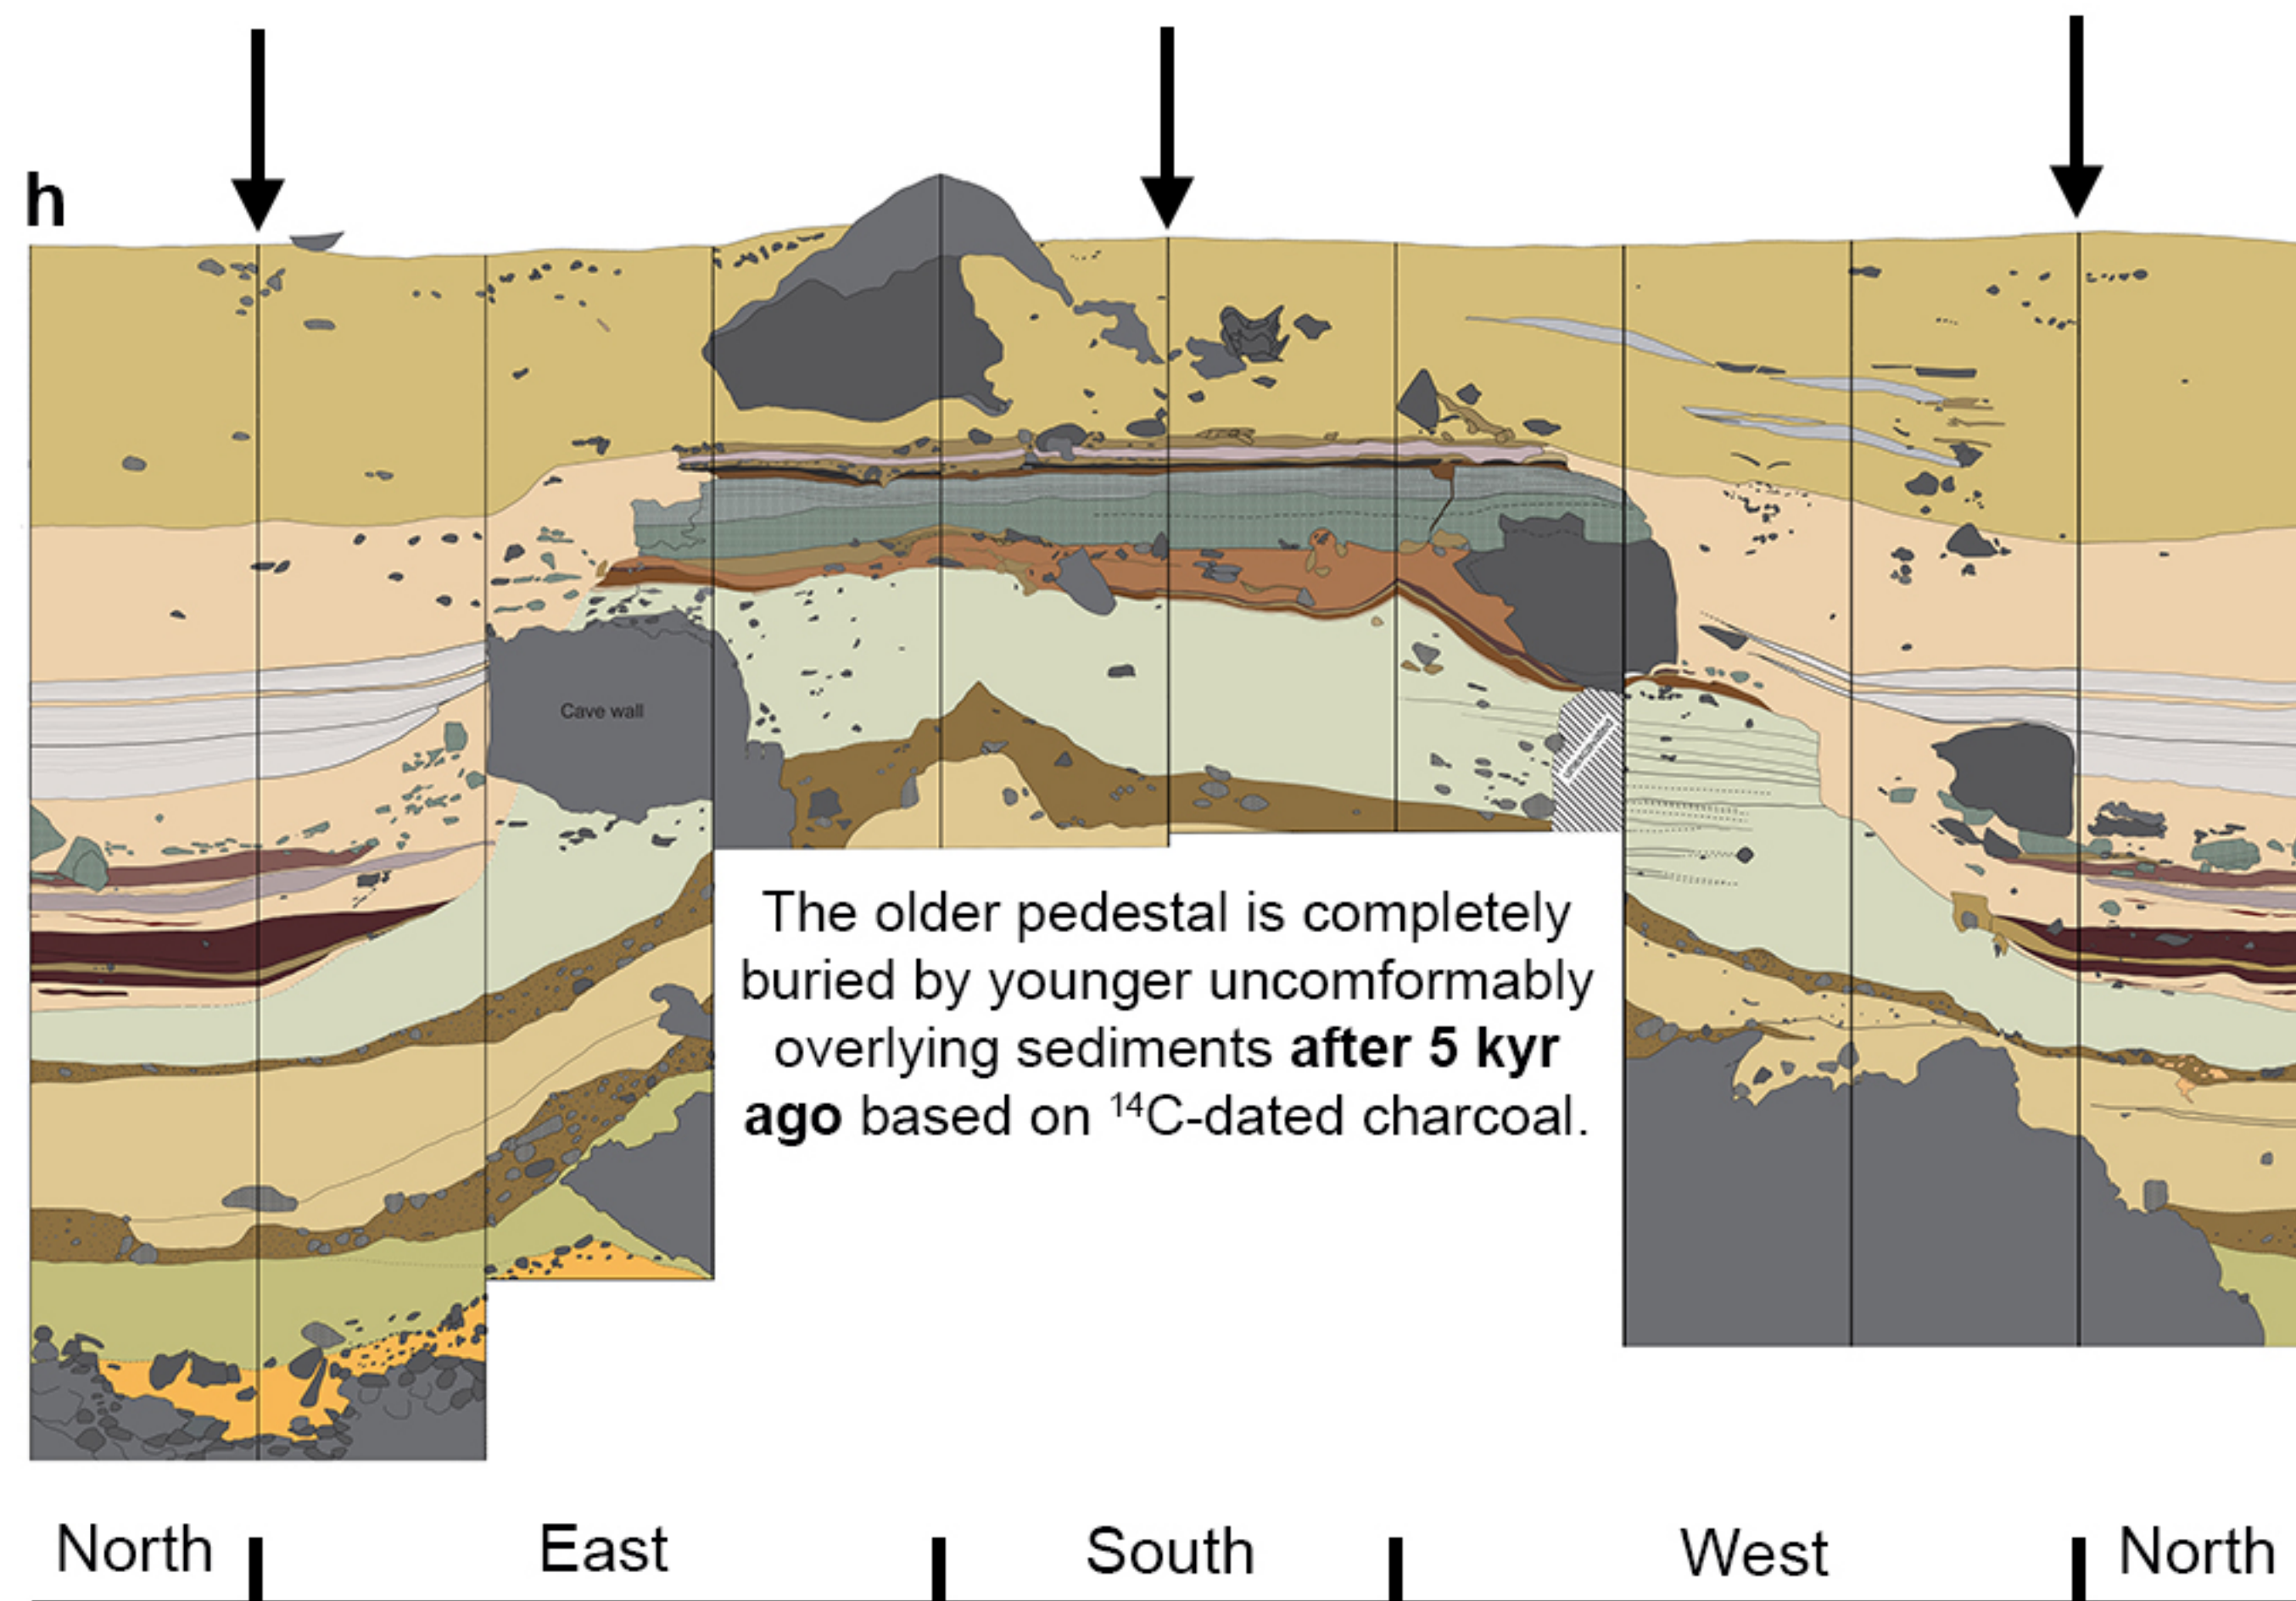 h
Cave wall
unexcavated
The older pedestal is completely
buried by younger uncomformably
overlying sediments after 5 kyr
ago based on ¹⁴C-dated charcoal.
North
East
South
West
North